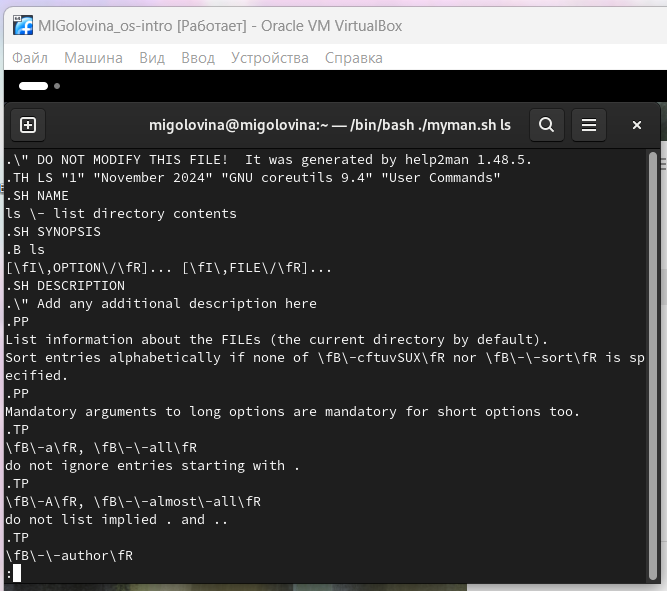 MIGolovina_os-intro [Работает] - Oracle VM VirtualBox
Файл Машина Вид Ввод Устройства Справка
migolovina@migolovina:~ — /bin/bash ./myman.sh ls
.\" DO NOT MODIFY THIS FILE!  It was generated by help2man 1.48.5.
.TH LS "1" "November 2024" "GNU coreutils 9.4" "User Commands"
.SH NAME
ls \- list directory contents
.SH SYNOPSIS
.B ls
[\fI\,OPTION\/\fR]... [\fI\,FILE\/\fR]...
.SH DESCRIPTION
.\" Add any additional description here
.PP
List information about the FILEs (the current directory by default).
Sort entries alphabetically if none of \fB\-cftuvSUX\fR nor \fB\-\-sort\fR is sp
ecified.
.PP
Mandatory arguments to long options are mandatory for short options too.
.TP
\fB\-a\fR, \fB\-\-all\fR
do not ignore entries starting with .
.TP
\fB\-A\fR, \fB\-\-almost\-all\fR
do not list implied . and ..
.TP
\fB\-\-author\fR
: